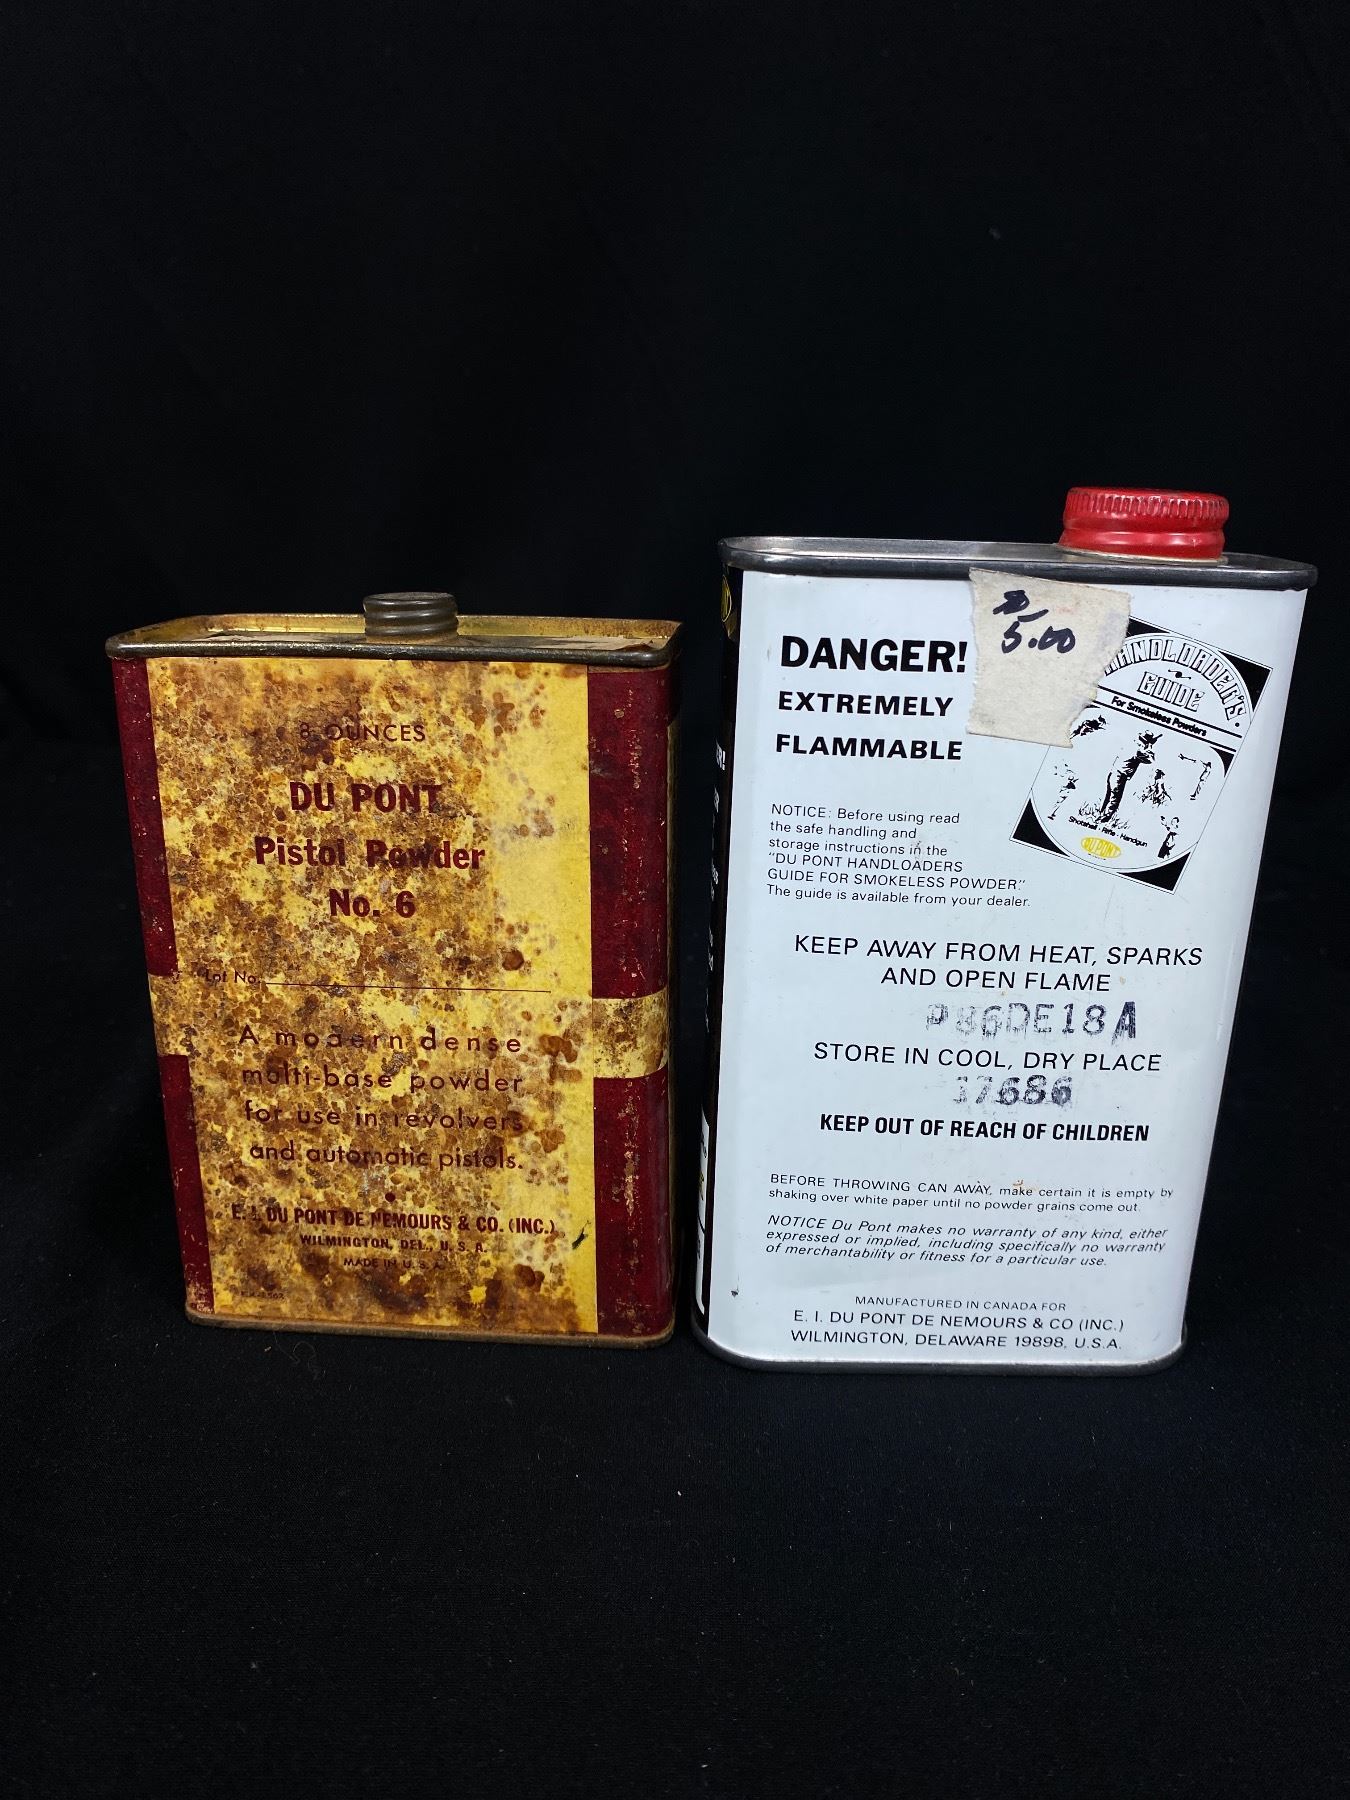 8 OUNCES
DU PONT
Pistol Powder
No. 6
Lot No.
A modern dense
multi-base powder
for use in revolvers
and automatic pistols.
E. I. DU PONT DE NEMOURS & CO. (INC.)
WILMINGTON, DEL., U. S. A.
MADE IN U. S. A.
5.00
DANGER!
EXTREMELY
FLAMMABLE
HANDLOADER'S
GUIDE
For Smokeless Powders
Shotshell · Rifle · Handgun
DU PONT
NOTICE: Before using read
the safe handling and
storage instructions in the
"DU PONT HANDLOADERS
GUIDE FOR SMOKELESS POWDER."
The guide is available from your dealer.
KEEP AWAY FROM HEAT, SPARKS
AND OPEN FLAME
P86DE18A
STORE IN COOL, DRY PLACE
17686
KEEP OUT OF REACH OF CHILDREN
BEFORE THROWING CAN AWAY, make certain it is empty by
shaking over white paper until no powder grains come out.
NOTICE Du Pont makes no warranty of any kind, either
expressed or implied, including specifically no warranty
of merchantability or fitness for a particular use.
MANUFACTURED IN CANADA FOR
E. I. DU PONT DE NEMOURS & CO (INC.)
WILMINGTON, DELAWARE 19898, U.S.A.